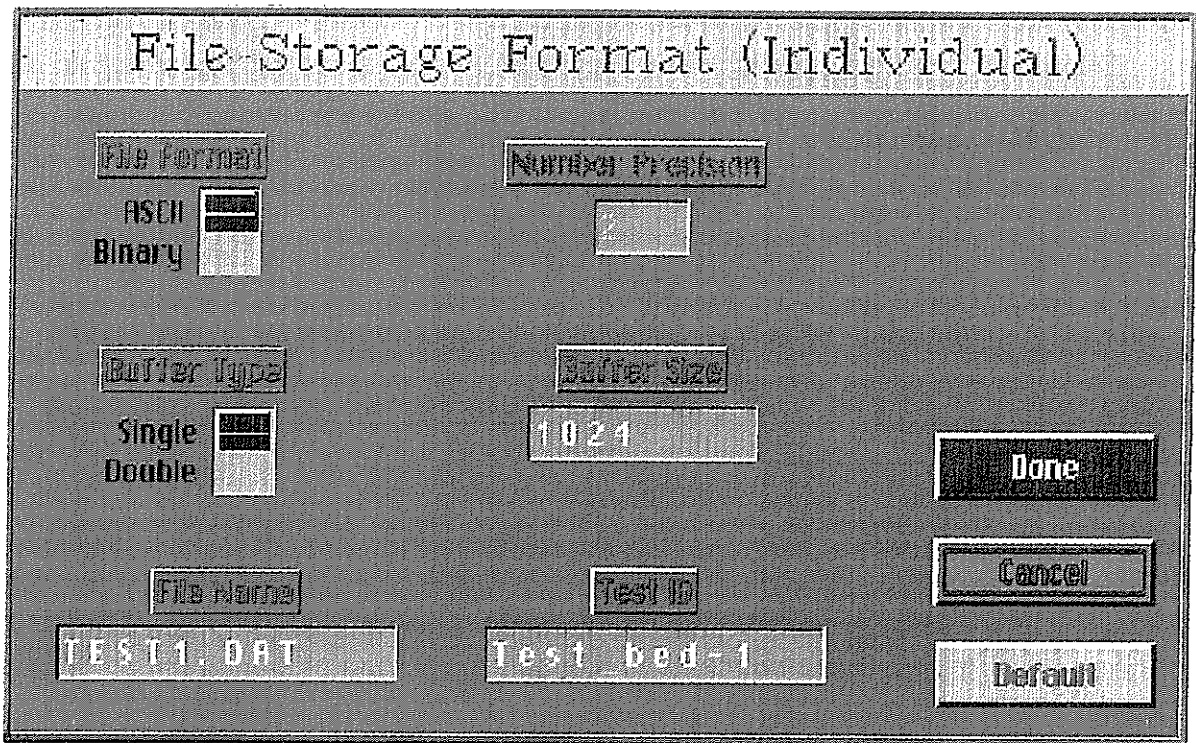 File Storage Format (Individual)
File Format
ASCII
Binary
Number Precision
Buffer Type
Single
Double
Buffer Size
1024
Done
Cancel
Default
File Name
TEST1.DAT
Test ID
Test bed-1